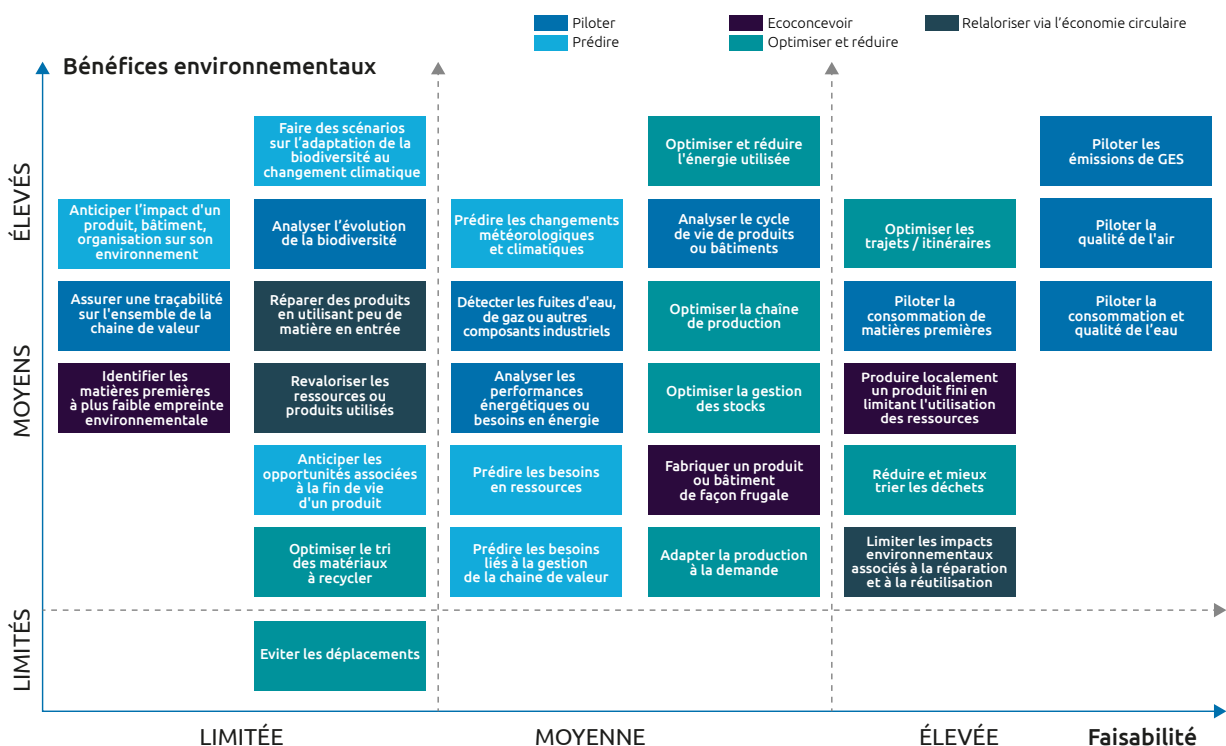 Piloter
Prédire
Ecoconcevoir
Optimiser et réduire
Relaloriser via l'économie circulaire
Bénéfices environnementaux
ÉLEVÉS
MOYENS
LIMITÉS
Faire des scénarios
sur l'adaptation de la
biodiversité au
changement climatique
Optimiser et réduire
l'énergie utilisée
Piloter les
émissions de GES
Anticiper l'impact d'un
produit, bâtiment,
organisation sur son
environnement
Analyser l'évolution
de la biodiversité
Prédire les changements
météorologiques
et climatiques
Analyser le cycle
de vie de produits
ou bâtiments
Optimiser les
trajets / itinéraires
Piloter la
qualité de l'air
Assurer une traçabilité
sur l'ensemble de la
chaine de valeur
Réparer des produits
en utilisant peu de
matière en entrée
Détecter les fuites d'eau,
de gaz ou autres
composants industriels
Optimiser la chaîne
de production
Piloter la
consommation de
matières premières
Piloter la
consommation et
qualité de l'eau
Identifier les
matières premières
à plus faible empreinte
environnementale
Revaloriser les
ressources ou
produits utilisés
Analyser les
performances
énergétiques ou
besoins en énergie
Optimiser la gestion
des stocks
Produire localement
un produit fini en
limitant l'utilisation
des ressources
Anticiper les
opportunités associées
à la fin de vie
d'un produit
Prédire les besoins
en ressources
Fabriquer un produit
ou bâtiment
de façon frugale
Réduire et mieux
trier les déchets
Optimiser le tri
des matériaux
à recycler
Prédire les besoins
liés à la gestion
de la chaine de valeur
Adapter la production
à la demande
Limiter les impacts
environnementaux
associés à la réparation
et à la réutilisation
Eviter les déplacements
LIMITÉE
MOYENNE
ÉLEVÉE
Faisabilité